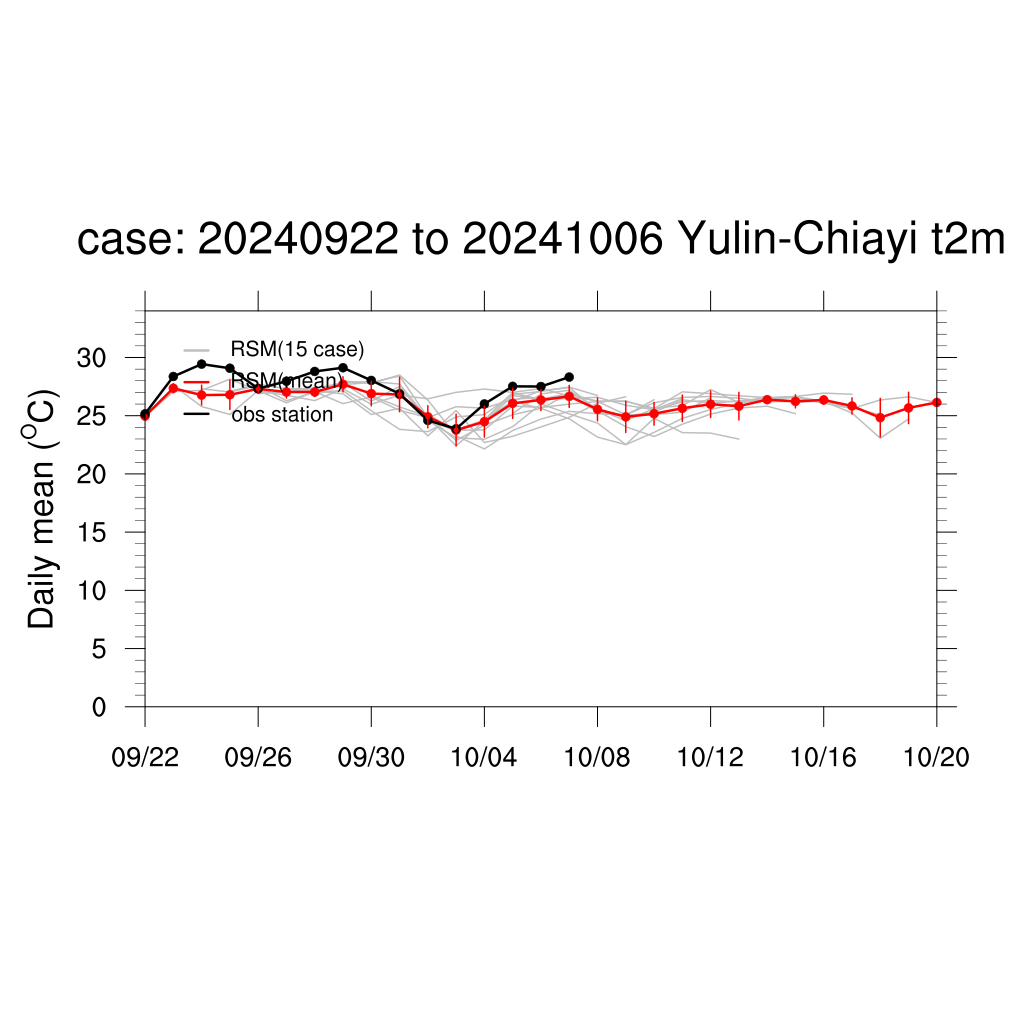 case: 20240922 to 20241006 Yulin-Chiayi t2m
RSM(15 case)
RSM(mean)
obs station
Daily mean (°C)
30
25
20
15
10
5
0
09/22 09/26 09/30 10/04 10/08 10/12 10/16 10/20